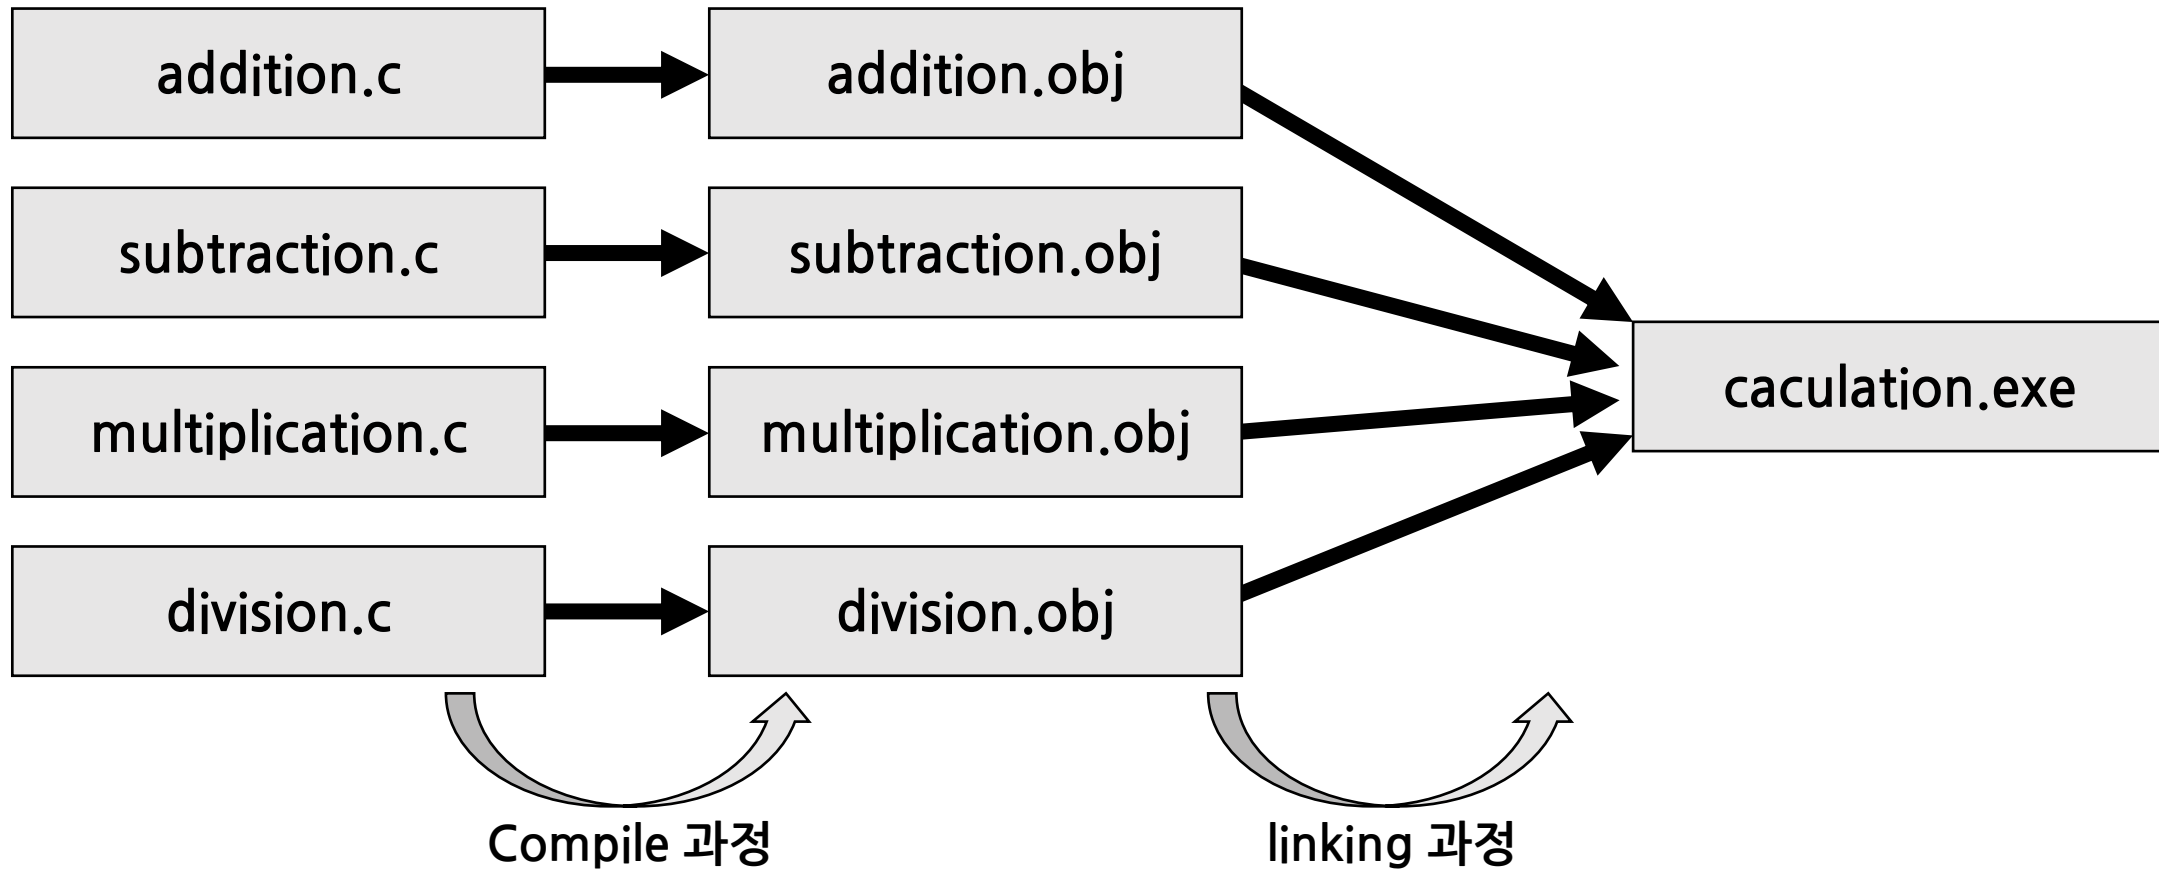 addition.c
addition.obj
subtraction.c
subtraction.obj
multiplication.c
multiplication.obj
division.c
division.obj
caculation.exe
Compile 과정
linking 과정